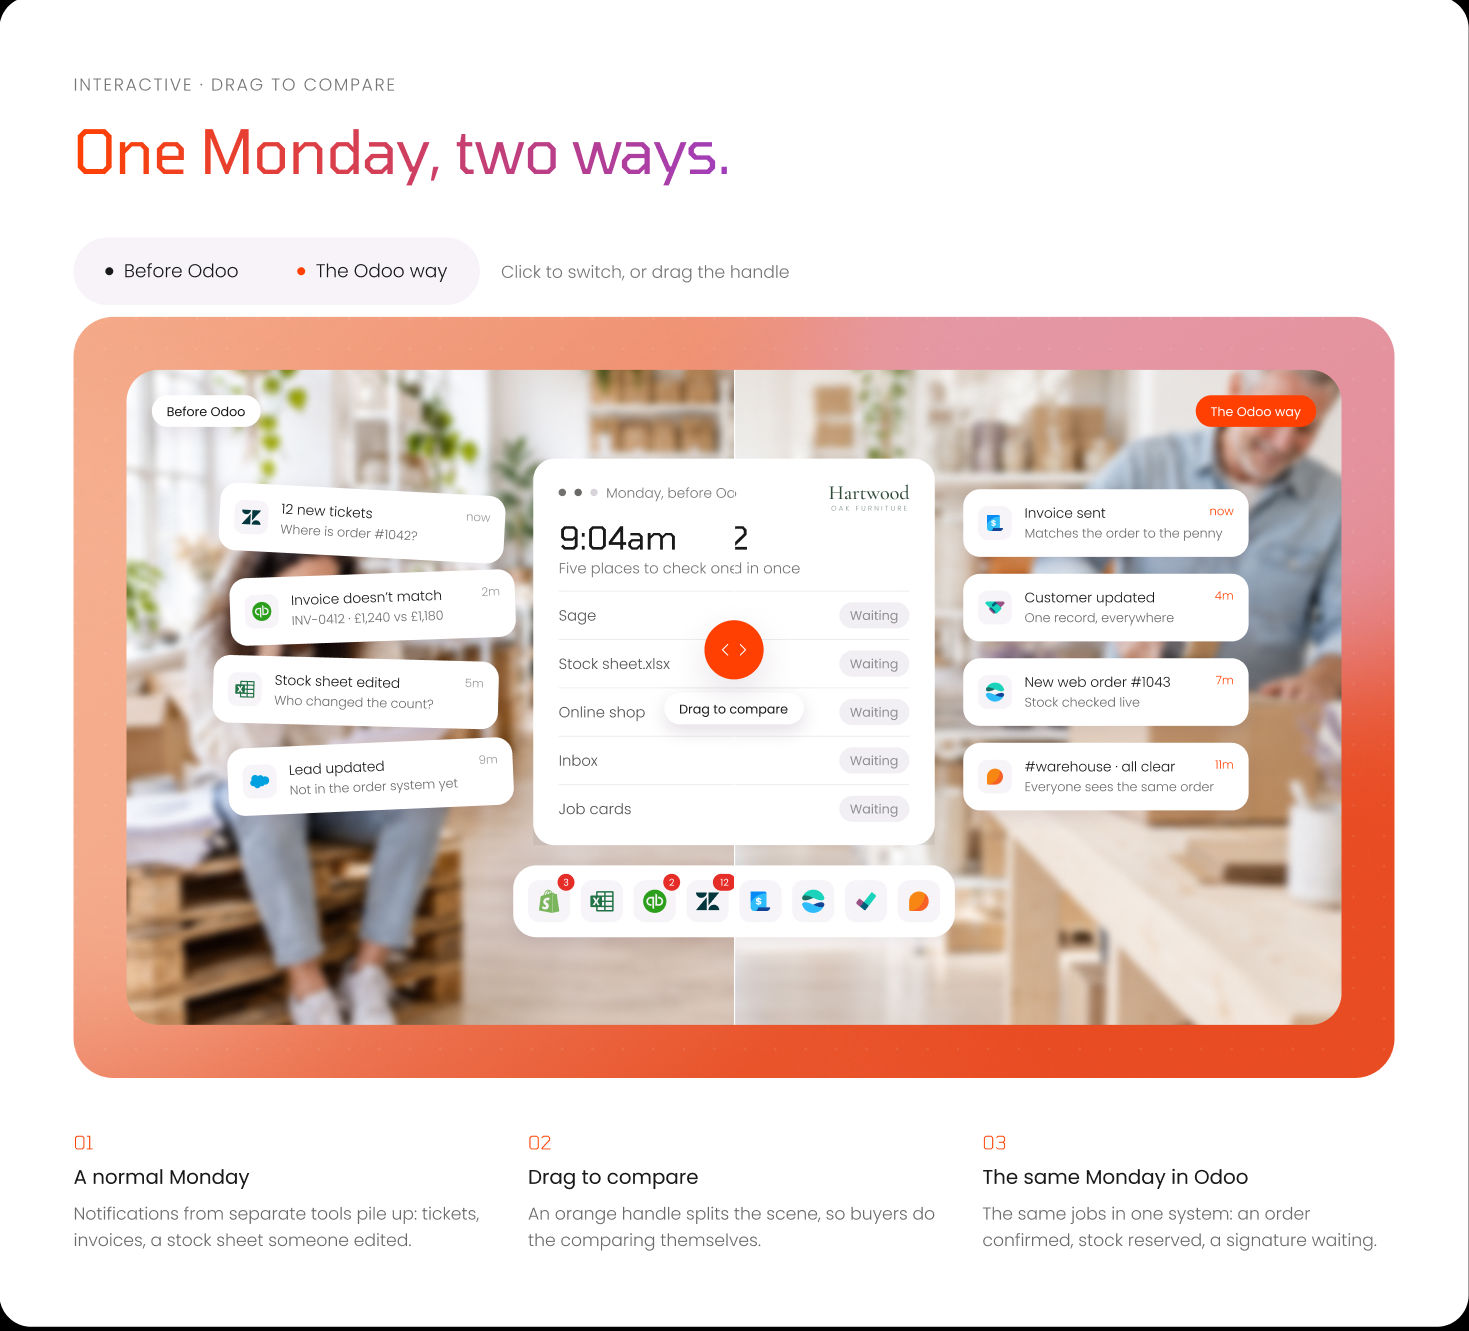 INTERACTIVE · DRAG TO COMPARE
One Monday, two ways.
Before Odoo
The Odoo way
Click to switch, or drag the handle
Before Odoo
The Odoo way
12 new tickets
now
Where is order #1042?
Invoice doesn't match
2m
INV-0412 · £1,240 vs £1,180
Stock sheet edited
5m
Who changed the count?
Lead updated
9m
Not in the order system yet
Monday, before
Hartwood
OAK FURNITURE
9:04am
2
Five places to check
in once
Sage
Waiting
Stock sheet.xlsx
Waiting
Online shop
Waiting
Drag to compare
Inbox
Waiting
Job cards
Waiting
3
2
12
Invoice sent
now
Matches the order to the penny
Customer updated
4m
One record, everywhere
New web order #1043
7m
Stock checked live
#warehouse · all clear
11m
Everyone sees the same order
01
A normal Monday
Notifications from separate tools pile up: tickets,
invoices, a stock sheet someone edited.
02
Drag to compare
An orange handle splits the scene, so buyers do
the comparing themselves.
03
The same Monday in Odoo
The same jobs in one system: an order
confirmed, stock reserved, a signature waiting.